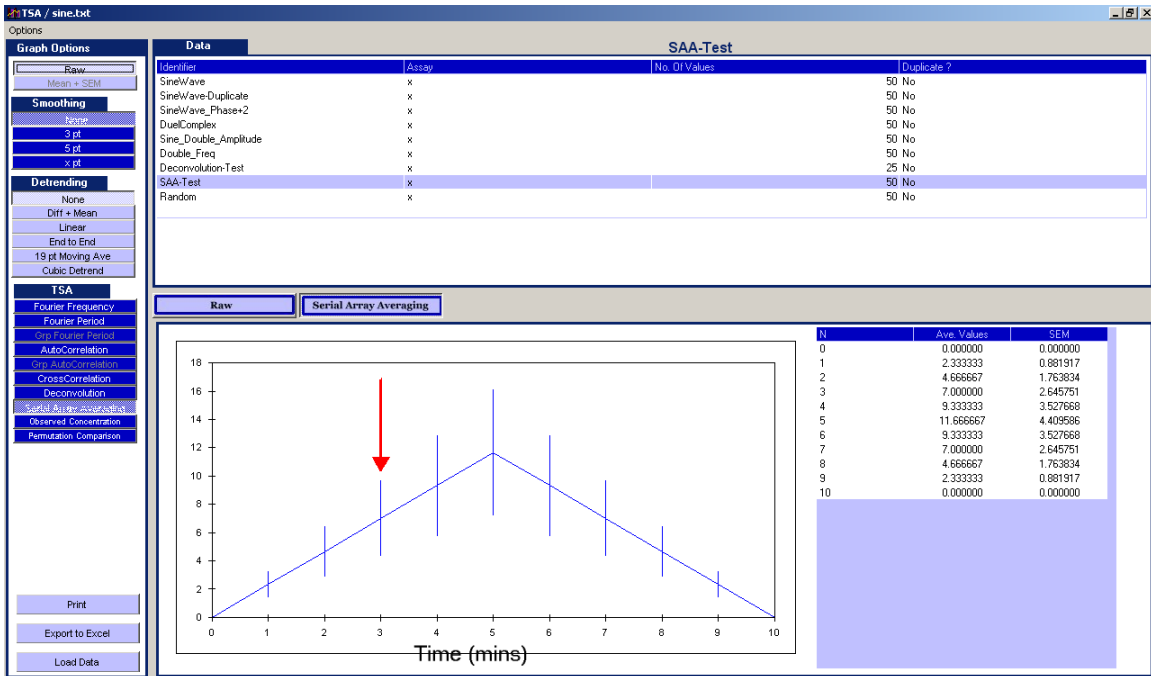 TSA / sine.txt
Options
Graph Options
Raw
Mean + SEM
Smoothing
None
3 pt
5 pt
x pt
Detrending
None
Diff + Mean
Linear
End to End
19 pt Moving Ave
Cubic Detrend
TSA
Fourier Frequency
Fourier Period
Grp Fourier Period
AutoCorrelation
Grp AutoCorrelation
CrossCorrelation
Deconvolution
Serial Array Averaging
Observed Concentration
Permutation Comparison
Print
Export to Excel
Load Data
Data
SAA-Test
Identifier Assay No. Of Values Duplicate ?
SineWave x 50 No
SineWave-Duplicate x 50 No
SineWave_Phase+2 x 50 No
DuelComplex x 50 No
Sine_Double_Amplitude x 50 No
Double_Freq x 50 No
Deconvolution-Test x 25 No
SAA-Test x 50 No
Random x 50 No
Raw Serial Array Averaging
18
16
14
12
10
8
6
4
2
0
0 1 2 3 4 5 6 7 8 9 10
Time (mins)
N Ave. Values SEM
0 0.000000 0.000000
1 2.333333 0.881917
2 4.666667 1.763834
3 7.000000 2.645751
4 9.333333 3.527668
5 11.666667 4.409586
6 9.333333 3.527668
7 7.000000 2.645751
8 4.666667 1.763834
9 2.333333 0.881917
10 0.000000 0.000000